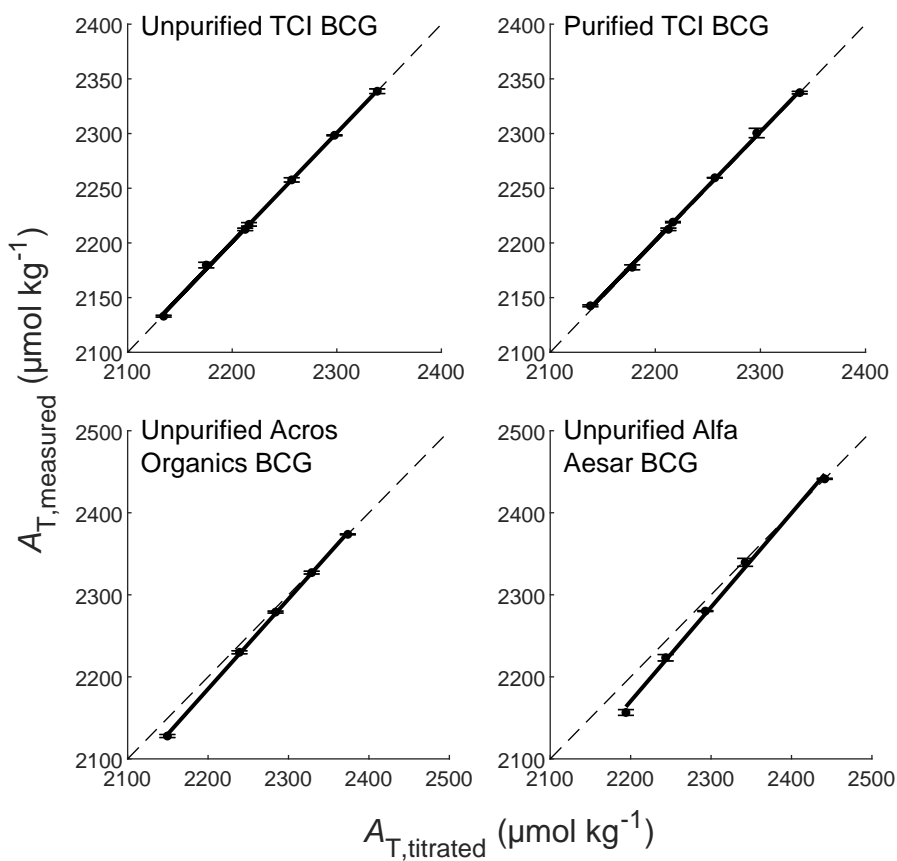 Unpurified TCI BCG
2400
2350
2300
2250
2200
2150
2100
2100 2200 2300 2400
Purified TCI BCG
2400
2350
2300
2250
2200
2150
2100
2100 2200 2300 2400
Unpurified Acros
Organics BCG
2500
2400
2300
2200
2100
2100 2200 2300 2400 2500
Unpurified Alfa
Aesar BCG
2500
2400
2300
2200
2100
2100 2200 2300 2400 2500
A_T,measured (µmol kg⁻¹)
A_T,titrated (µmol kg⁻¹)